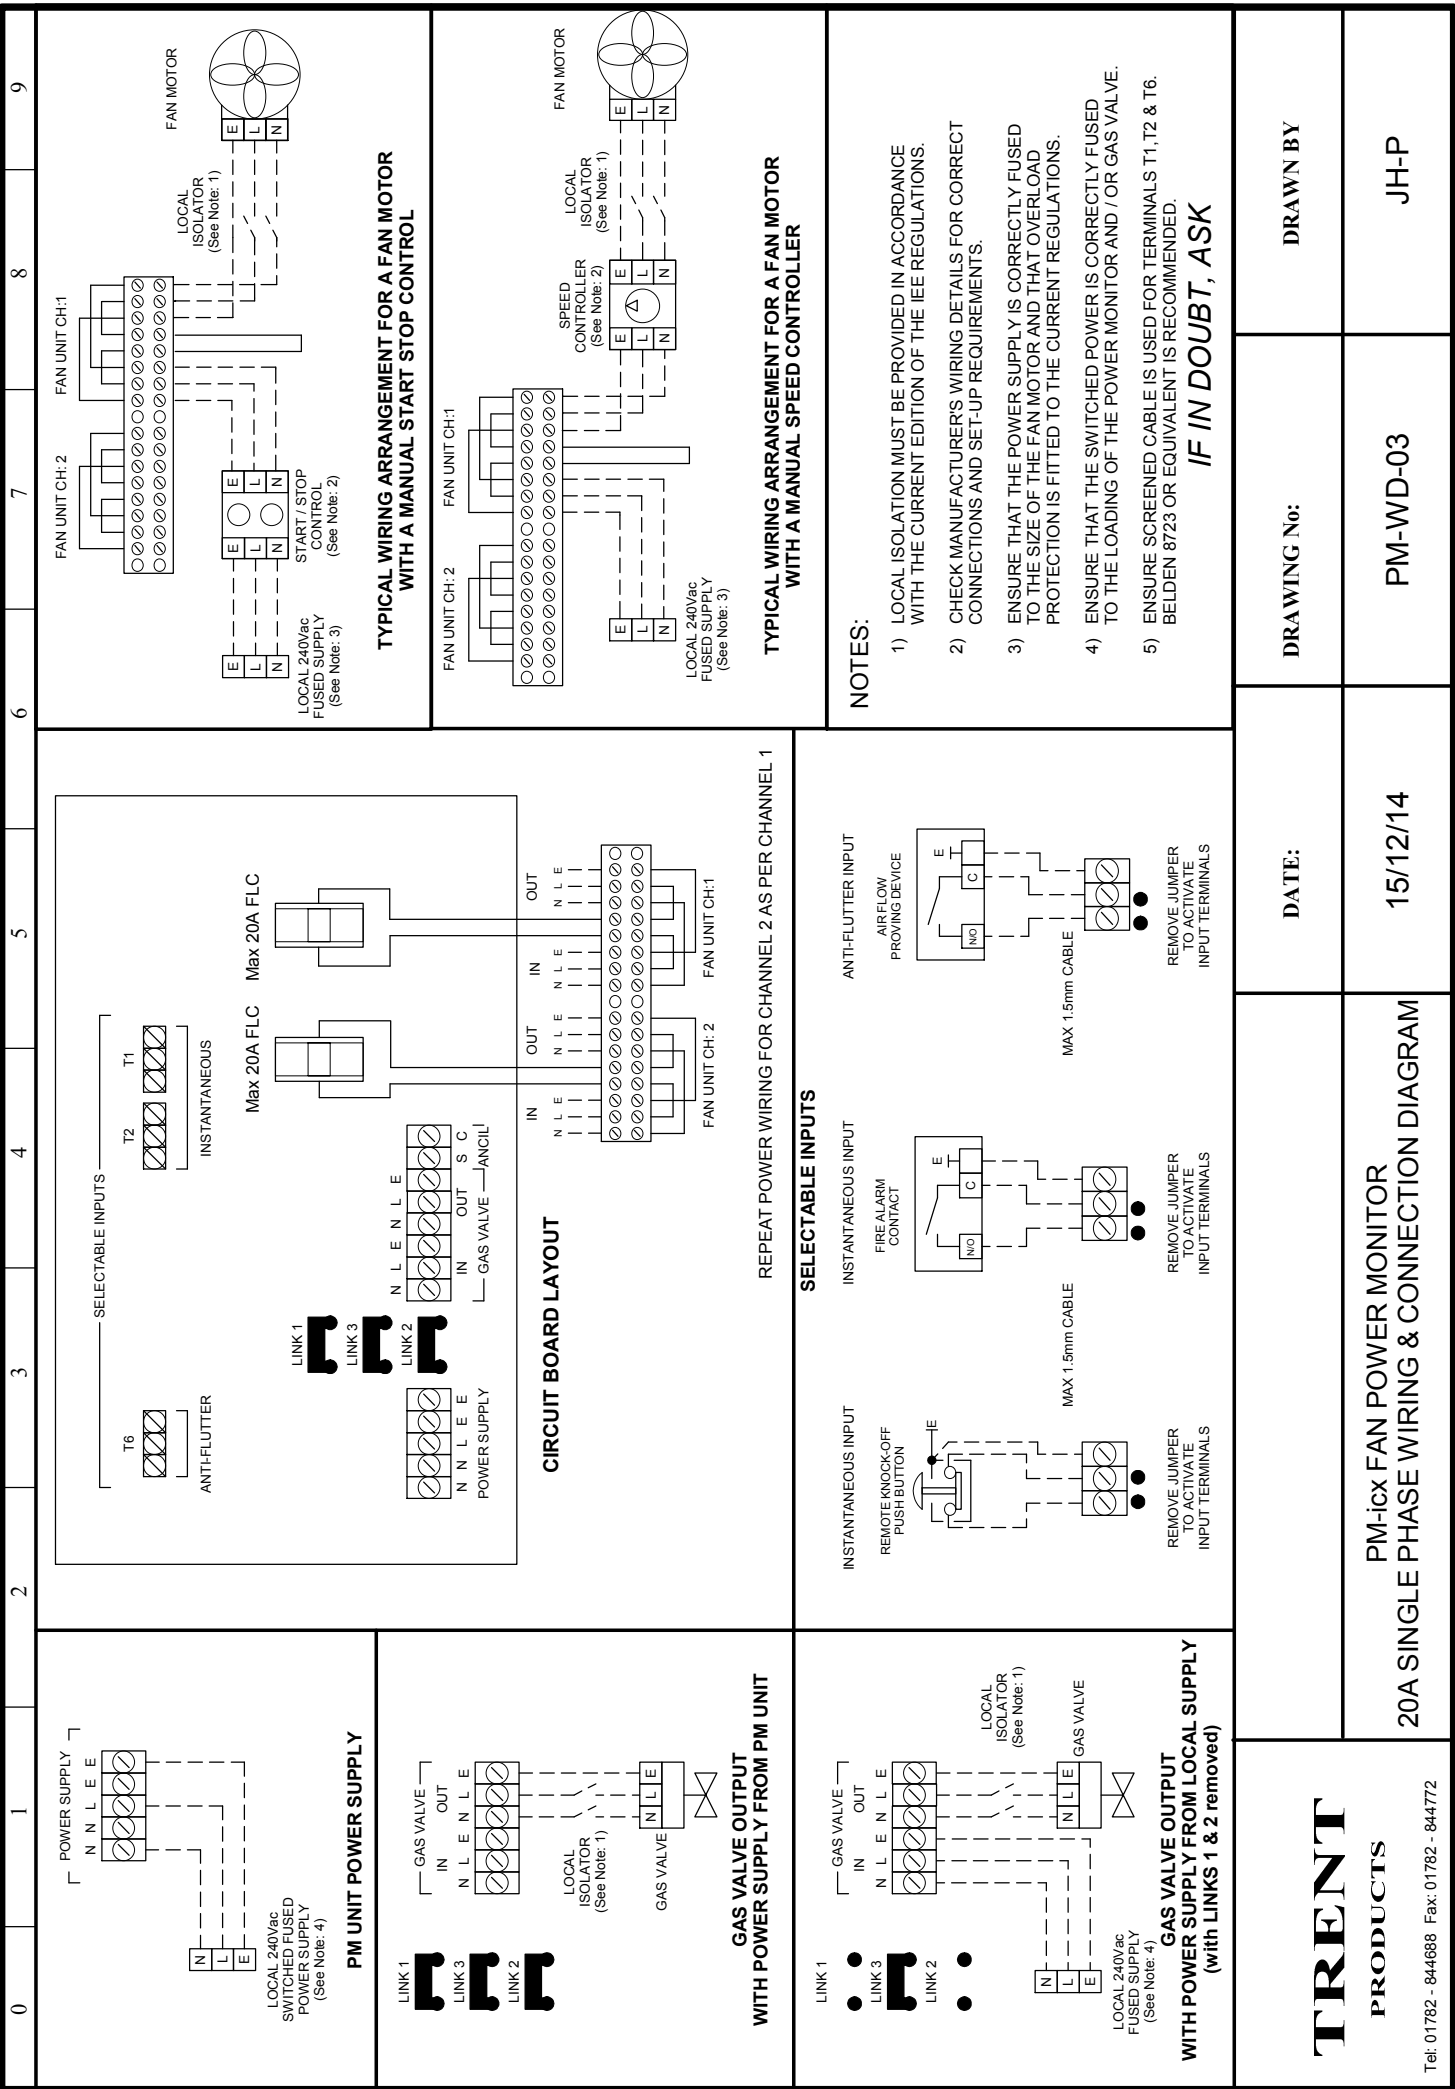 0 1 2 3 4 5 6 7 8 9
POWER SUPPLY
N N L E E
N
L
E
LOCAL 240Vac
SWITCHED FUSED
POWER SUPPLY
(See Note: 4)
PM UNIT POWER SUPPLY
LINK 1
LINK 3
LINK 2
GAS VALVE
IN OUT
N L E N L E
LOCAL
ISOLATOR
(See Note: 1)
N L E
GAS VALVE
GAS VALVE OUTPUT
WITH POWER SUPPLY FROM PM UNIT
LINK 1
LINK 3
LINK 2
GAS VALVE
IN OUT
N L E N L E
LOCAL
ISOLATOR
(See Note: 1)
N L E
GAS VALVE
N
L
E
LOCAL 240Vac
FUSED SUPPLY
(See Note: 4)
GAS VALVE OUTPUT
WITH POWER SUPPLY FROM LOCAL SUPPLY
(with LINKS 1 & 2 removed)
SELECTABLE INPUTS
T6
ANTI-FLUTTER
T2 T1
INSTANTANEOUS
Max 20A FLC Max 20A FLC
LINK 1
LINK 3
LINK 2
N N L E E
POWER SUPPLY
N L E N L E
IN OUT S C
GAS VALVE ANCIL
IN OUT IN OUT
N L E N L E N L E N L E
FAN UNIT CH: 2 FAN UNIT CH:1
CIRCUIT BOARD LAYOUT
REPEAT POWER WIRING FOR CHANNEL 2 AS PER CHANNEL 1
SELECTABLE INPUTS
INSTANTANEOUS INPUT
REMOTE KNOCK-OFF
PUSH BUTTON
E
MAX 1.5mm CABLE
REMOVE JUMPER
TO ACTIVATE
INPUT TERMINALS
INSTANTANEOUS INPUT
FIRE ALARM
CONTACT
N/O C E
REMOVE JUMPER
TO ACTIVATE
INPUT TERMINALS
ANTI-FLUTTER INPUT
AIR FLOW
PROVING DEVICE
N/O C E
MAX 1.5mm CABLE
REMOVE JUMPER
TO ACTIVATE
INPUT TERMINALS
FAN UNIT CH: 2 FAN UNIT CH:1
FAN MOTOR
E
L
N
E
L
N
E
L
N
E
L
N
LOCAL
ISOLATOR
(See Note: 1)
LOCAL 240Vac
FUSED SUPPLY
(See Note: 3)
START / STOP
CONTROL
(See Note: 2)
TYPICAL WIRING ARRANGEMENT FOR A FAN MOTOR
WITH A MANUAL START STOP CONTROL
FAN UNIT CH: 2 FAN UNIT CH:1
FAN MOTOR
SPEED
CONTROLLER
(See Note: 2)
LOCAL
ISOLATOR
(See Note: 1)
E
L
N
E
L
N
E
L
N
E
L
N
LOCAL 240Vac
FUSED SUPPLY
(See Note: 3)
TYPICAL WIRING ARRANGEMENT FOR A FAN MOTOR
WITH A MANUAL SPEED CONTROLLER
NOTES:
1) LOCAL ISOLATION MUST BE PROVIDED IN ACCORDANCE
WITH THE CURRENT EDITION OF THE IEE REGULATIONS.
2) CHECK MANUFACTURER'S WIRING DETAILS FOR CORRECT
CONNECTIONS AND SET-UP REQUIREMENTS.
3) ENSURE THAT THE POWER SUPPLY IS CORRECTLY FUSED
TO THE SIZE OF THE FAN MOTOR AND THAT OVERLOAD
PROTECTION IS FITTED TO THE CURRENT REGULATIONS.
4) ENSURE THAT THE SWITCHED POWER IS CORRECTLY FUSED
TO THE LOADING OF THE POWER MONITOR AND / OR GAS VALVE.
5) ENSURE SCREENED CABLE IS USED FOR TERMINALS T1,T2 & T6.
BELDEN 8723 OR EQUIVALENT IS RECOMMENDED.
IF IN DOUBT, ASK
TRENT
PRODUCTS
Tel: 01782 - 844688 Fax: 01782 - 844772
PM-icx FAN POWER MONITOR
20A SINGLE PHASE WIRING & CONNECTION DIAGRAM
DATE:
15/12/14
DRAWING No:
PM-WD-03
DRAWN BY
JH-P